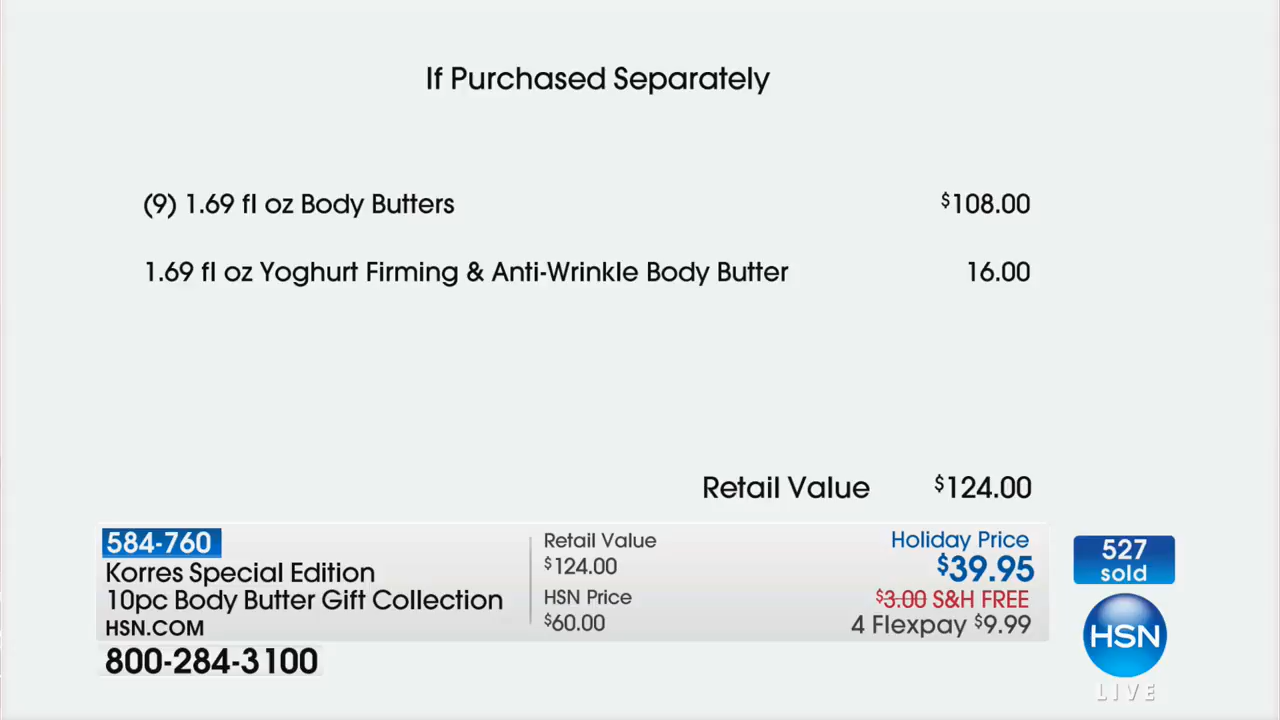 If Purchased Separately
(9) 1.69 fl oz Body Butters $108.00
1.69 fl oz Yoghurt Firming & Anti-Wrinkle Body Butter 16.00
Retail Value $124.00
584-760
Korres Special Edition
10pc Body Butter Gift Collection
HSN.COM
800-284-3100
Retail Value
$124.00
HSN Price
$60.00
Holiday Price
$39.95
$3.00 S&H FREE
4 Flexpay $9.99
527
sold
HSN
LIVE